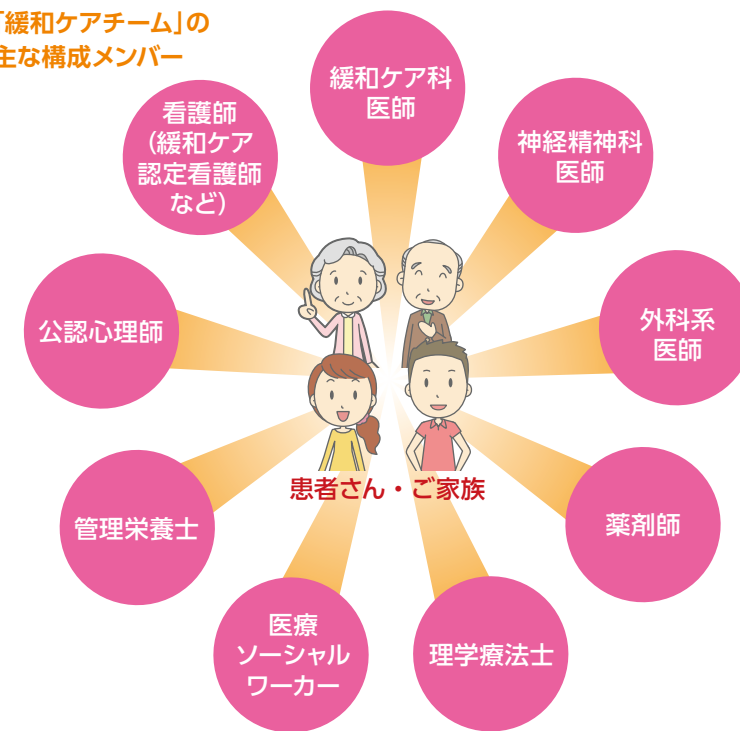 「緩和ケアチーム」の
主な構成メンバー
緩和ケア科
医師
神経精神科
医師
外科系
医師
薬剤師
理学療法士
医療
ソーシャル
ワーカー
管理栄養士
公認心理師
看護師
(緩和ケア
認定看護師
など)
患者さん・ご家族